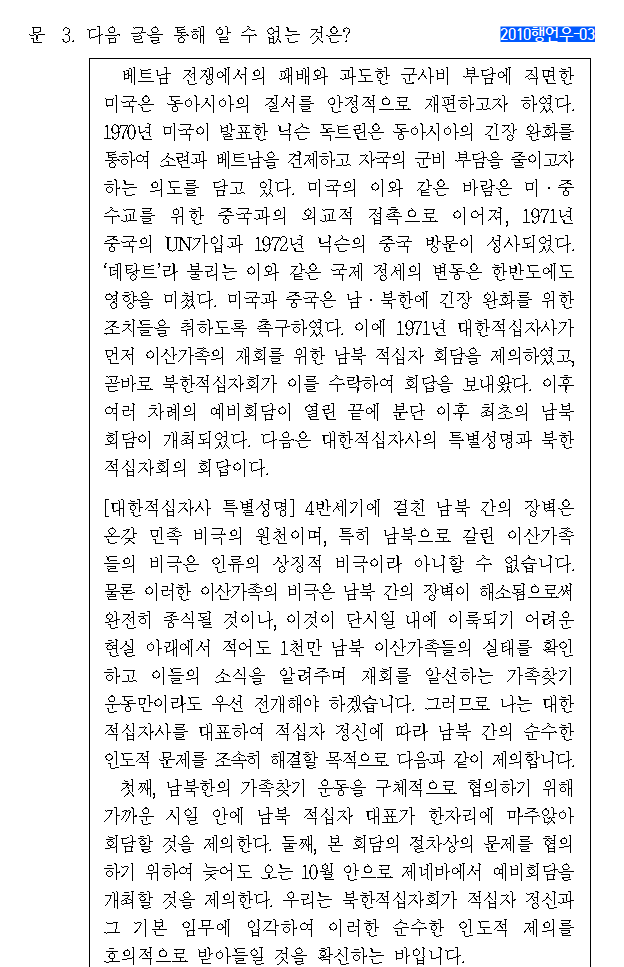 문 3. 다음 글을 통해 알 수 없는 것은?
2010행언우-03
베트남 전쟁에서의 패배와 과도한 군사비 부담에 직면한
미국은 동아시아의 질서를 안정적으로 재편하고자 하였다.
1970년 미국이 발표한 닉슨 독트린은 동아시아의 긴장 완화를
통하여 소련과 베트남을 견제하고 자국의 군비 부담을 줄이고자
하는 의도를 담고 있다. 미국의 이와 같은 바람은 미·중
수교를 위한 중국과의 외교적 접촉으로 이어져, 1971년
중국의 UN가입과 1972년 닉슨의 중국 방문이 성사되었다.
‘데탕트’라 불리는 이와 같은 국제 정세의 변동은 한반도에도
영향을 미쳤다. 미국과 중국은 남·북한에 긴장 완화를 위한
조치들을 취하도록 촉구하였다. 이에 1971년 대한적십자사가
먼저 이산가족의 재회를 위한 남북 적십자 회담을 제의하였고,
곧바로 북한적십자회가 이를 수락하여 회답을 보내왔다. 이후
여러 차례의 예비회담이 열린 끝에 분단 이후 최초의 남북
회담이 개최되었다. 다음은 대한적십자사의 특별성명과 북한
적십자회의 회답이다.
[대한적십자사 특별성명] 4반세기에 걸친 남북 간의 장벽은
온갖 민족 비국의 원천이며, 특히 남북으로 갈린 이산가족
들의 비국은 인류의 상징적 비국이라 아니할 수 없습니다.
물론 이러한 이산가족의 비국은 남북 간의 장벽이 해소됨으로써
완전히 종식될 것이나, 이것이 단시일 내에 이룩되기 어려운
현실 아래에서 적어도 1천만 남북 이산가족들의 실태를 확인
하고 이들의 소식을 알려주며 재회를 알선하는 가족찾기
운동만이라도 우선 전개해야 하겠습니다. 그러므로 나는 대한
적십자사를 대표하여 적십자 정신에 따라 남북 간의 순수한
인도적 문제를 조속히 해결할 목적으로 다음과 같이 제의합니다.
첫째, 남북한의 가족찾기 운동을 구체적으로 협의하기 위해
가까운 시일 안에 남북 적십자 대표가 한자리에 마주앉아
회담할 것을 제의한다. 둘째, 본 회담의 절차상의 문제를 협의
하기 위하여 늦어도 오는 10월 안으로 제네바에서 예비회담을
개최할 것을 제의한다. 우리는 북한적십자회가 적십자 정신과
그 기본 임무에 입각하여 이러한 순수한 인도적 제의를
호의적으로 받아들일 것을 확신하는 바입니다.